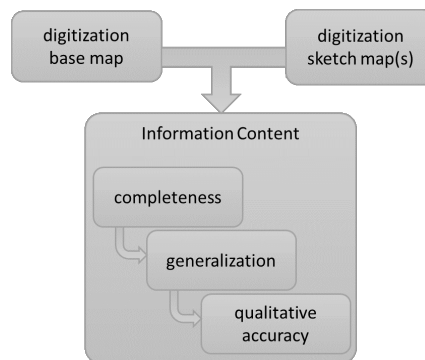 digitization
base map
digitization
sketch map(s)
Information Content
completeness
generalization
qualitative
accuracy